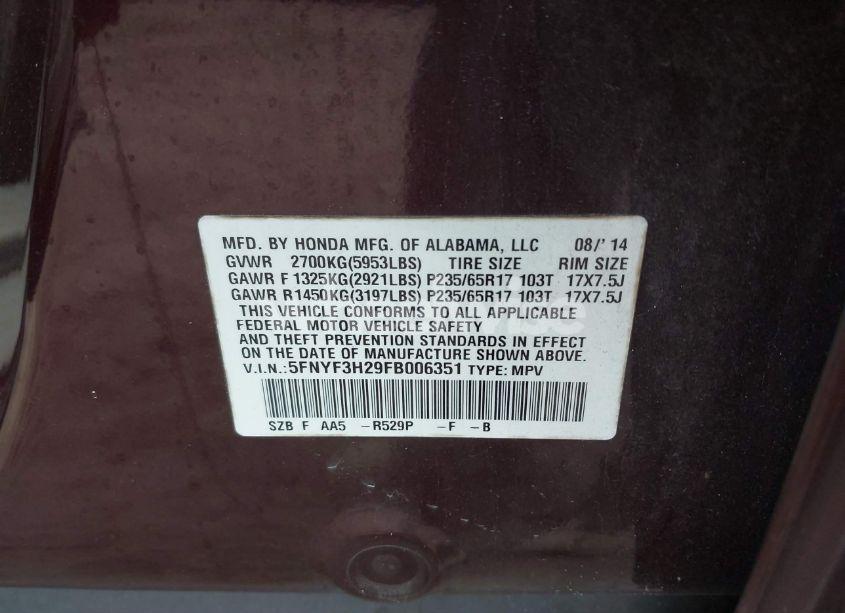 MFD. BY HONDA MFG. OF ALABAMA, LLC 08/'14
GVWR 2700KG(5953LBS) TIRE SIZE RIM SIZE
GAWR F 1325KG(2921LBS) P235/65R17 103T 17X7.5J
GAWR R1450KG(3197LBS) P235/65R17 103T 17X7.5J
THIS VEHICLE CONFORMS TO ALL APPLICABLE
FEDERAL MOTOR VEHICLE SAFETY
AND THEFT PREVENTION STANDARDS IN EFFECT
ON THE DATE OF MANUFACTURE SHOWN ABOVE.
V.I.N.:5FNYF3H29FB006351 TYPE: MPV
SZB F AA5 -R529P -F -B